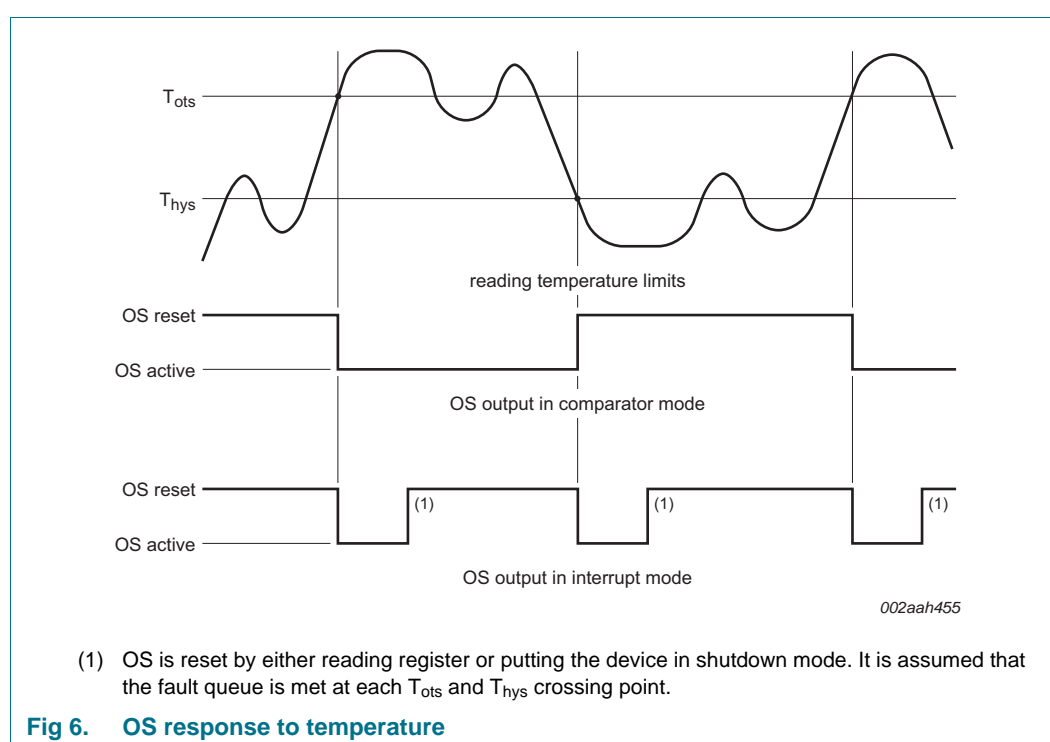 Tots
Thys
reading temperature limits
OS reset
OS active
OS output in comparator mode
OS reset
(1)
(1)
(1)
OS active
OS output in interrupt mode
002aah455
(1) OS is reset by either reading register or putting the device in shutdown mode. It is assumed that
the fault queue is met at each Tots and Thys crossing point.
Fig 6. OS response to temperature